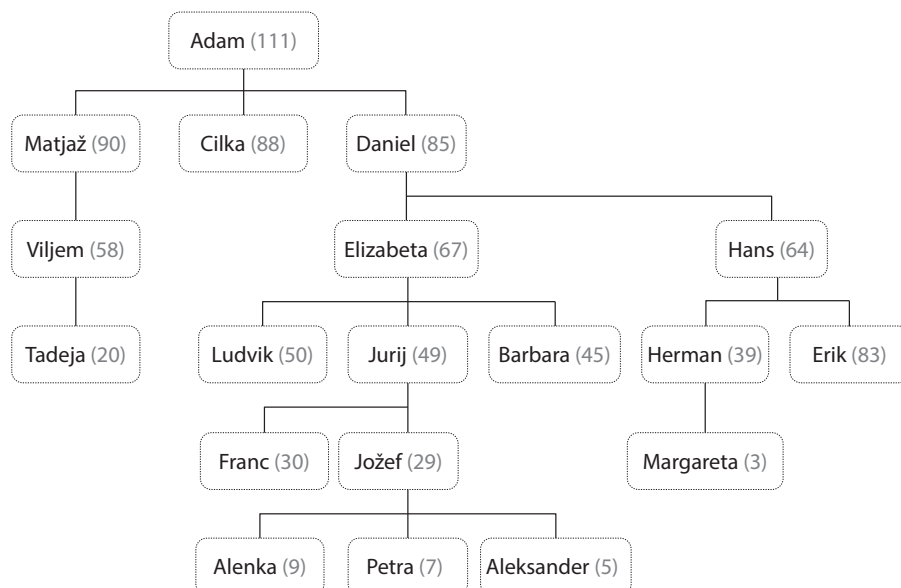 Adam (111)
Matjaž (90)
Cilka (88)
Daniel (85)
Viljem (58)
Elizabeta (67)
Hans (64)
Tadeja (20)
Ludvik (50)
Jurij (49)
Barbara (45)
Herman (39)
Erik (83)
Franc (30)
Jožef (29)
Margareta (3)
Alenka (9)
Petra (7)
Aleksander (5)